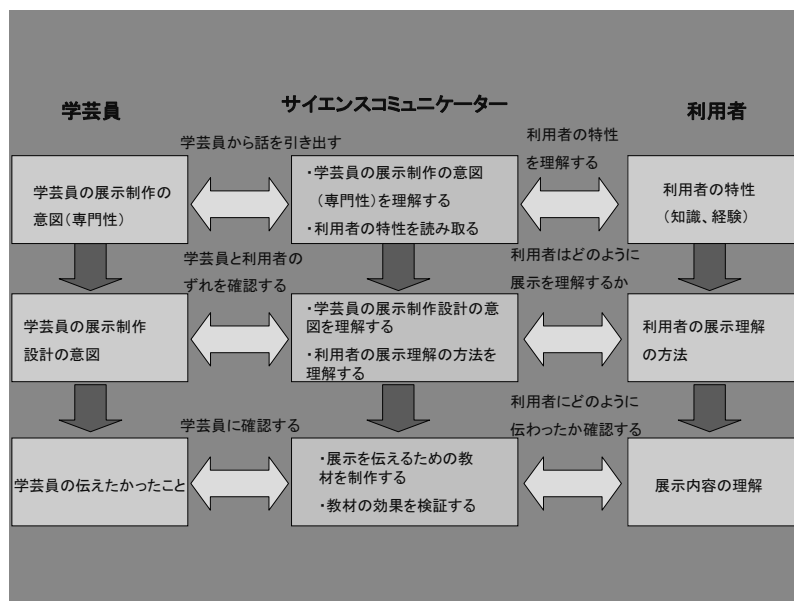 学芸員
サイエンスコミュニケーター
利用者
学芸員から話を引き出す
利用者の特性
を理解する
学芸員の展示制作の
意図(専門性)
・学芸員の展示制作の意図
(専門性)を理解する
・利用者の特性を読み取る
利用者の特性
(知識、経験)
学芸員と利用者の
ずれを確認する
利用者はどのように
展示を理解するか
学芸員の展示制作
設計の意図
・学芸員の展示制作設計の意
図を理解する
・利用者の展示理解の方法を
理解する
利用者の展示理解
の方法
学芸員に確認する
利用者にどのように
伝わったか確認する
学芸員の伝えたかったこと
・展示を伝えるための教
材を制作する
・教材の効果を検証する
展示内容の理解